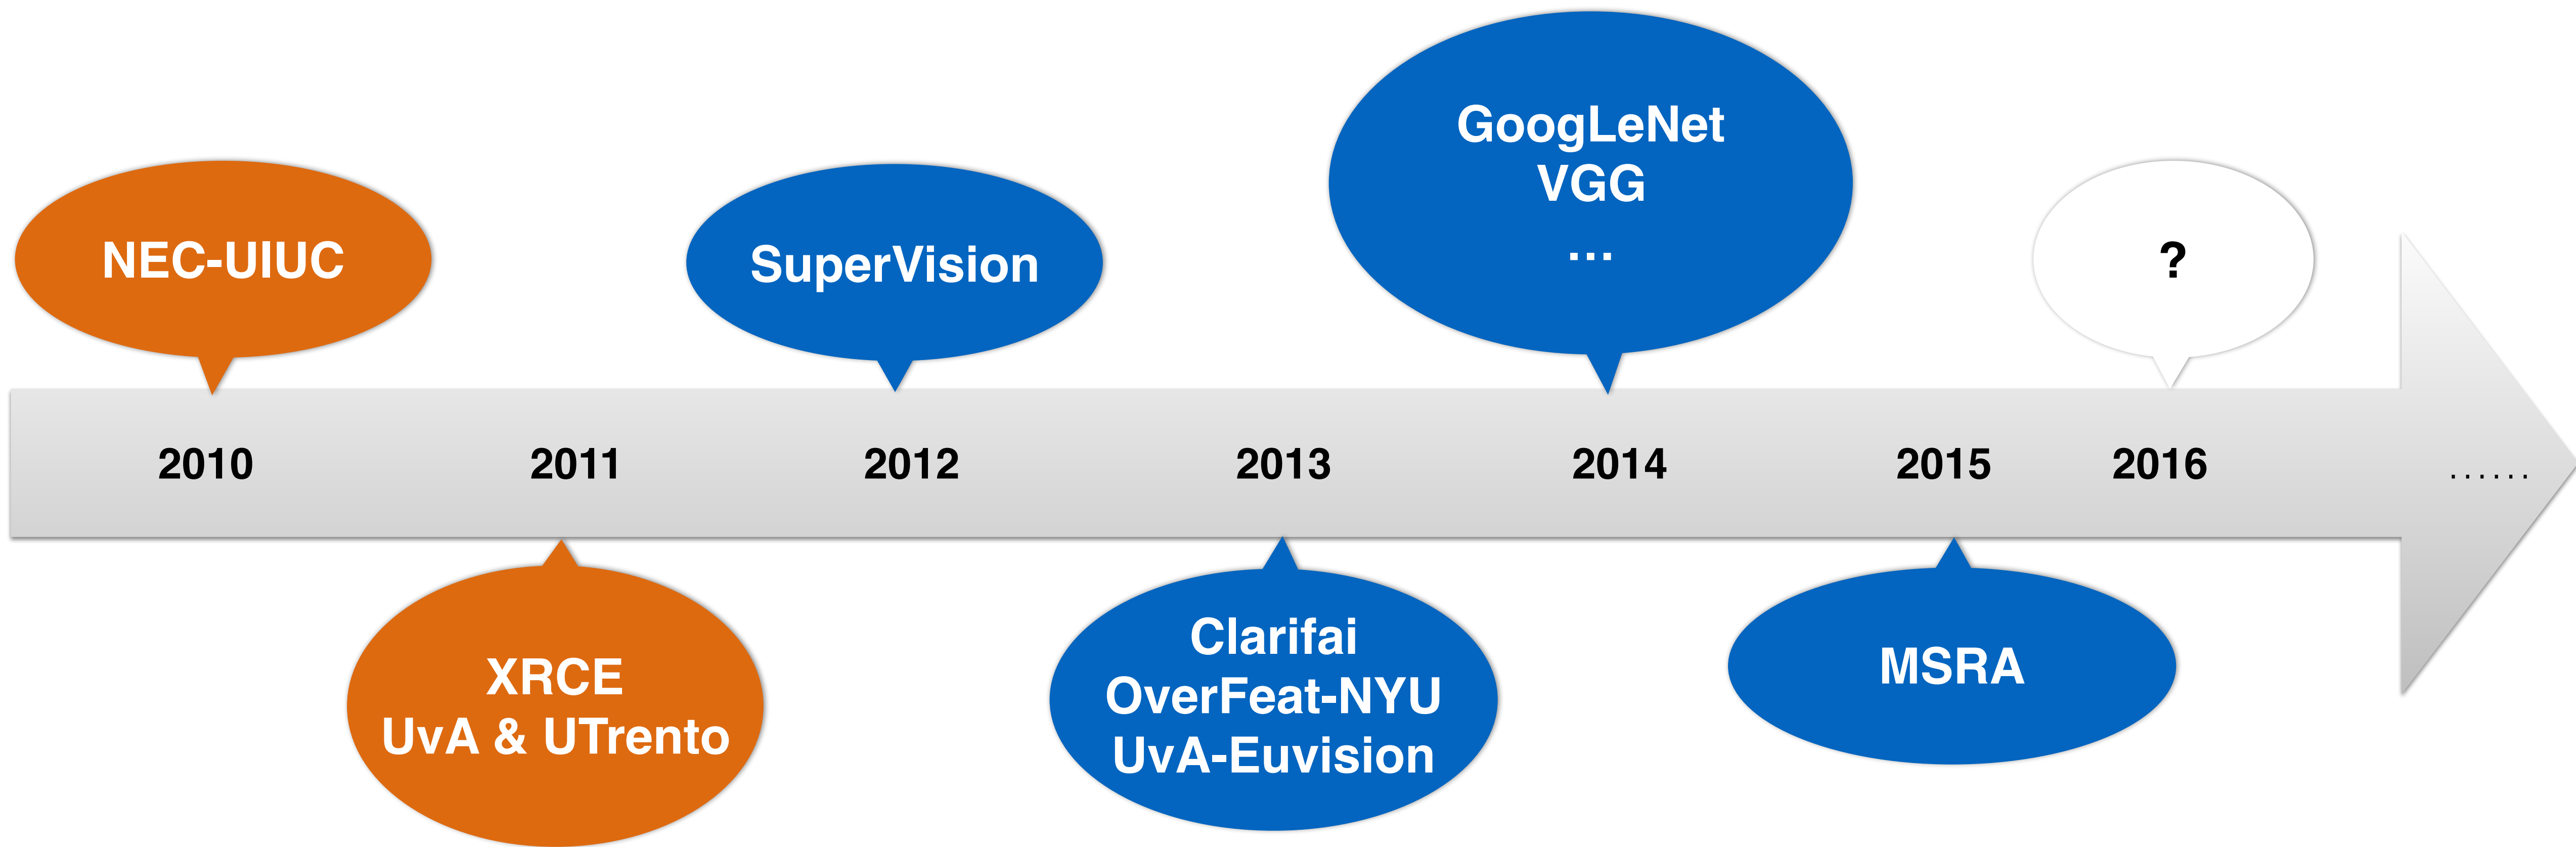 NEC-UIUC
SuperVision
GoogLeNet
VGG
...
?
2010 2011 2012 2013 2014 2015 2016 ......
XRCE
UvA & UTrento
Clarifai
OverFeat-NYU
UvA-Euvision
MSRA